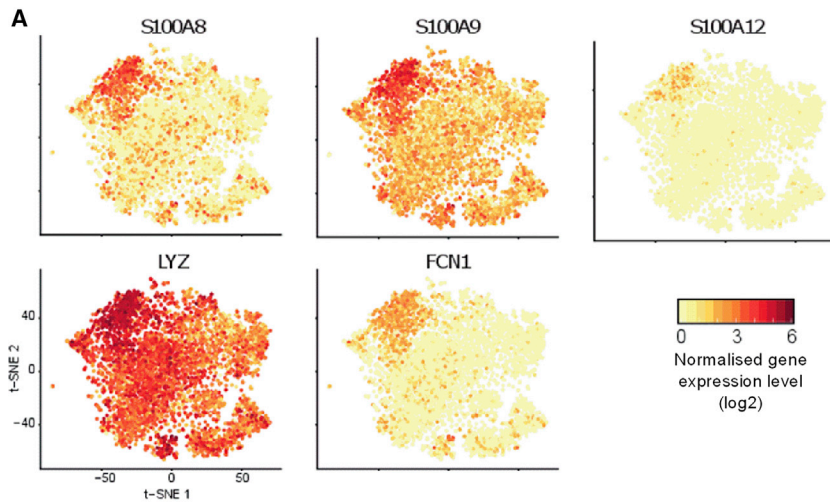 A
S100A8
S100A9
S100A12
LYZ
FCN1
40
0
−40
t-SNE 2
−50
0
50
t-SNE 1
0
3
6
Normalised gene
expression level
(log2)